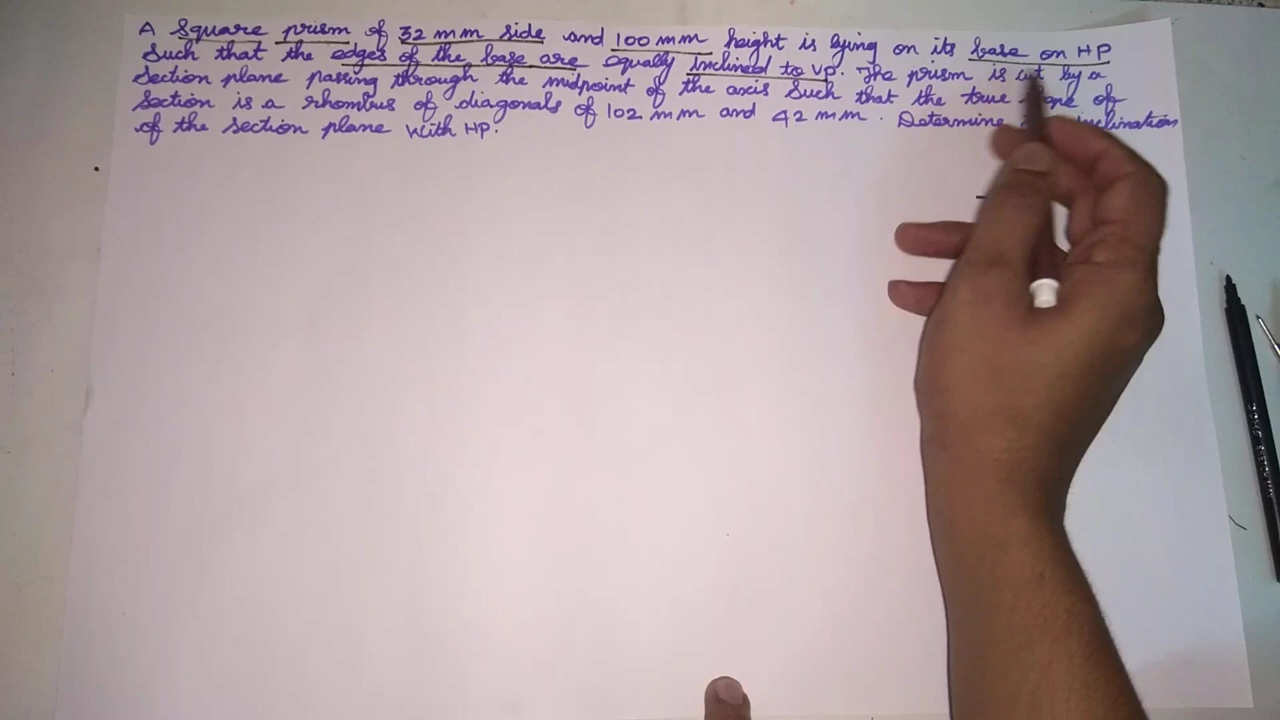 A Square prism of 32 mm side and 100 mm height is lying on its base on HP
Such that the edges of the base are equally inclined to VP. The prism is cut by a
Section plane passing through the midpoint of the axis Such that the true of
Section is a rhombus of diagonals of 102 mm and 42 mm. Determine inclination
of the section plane with HP.